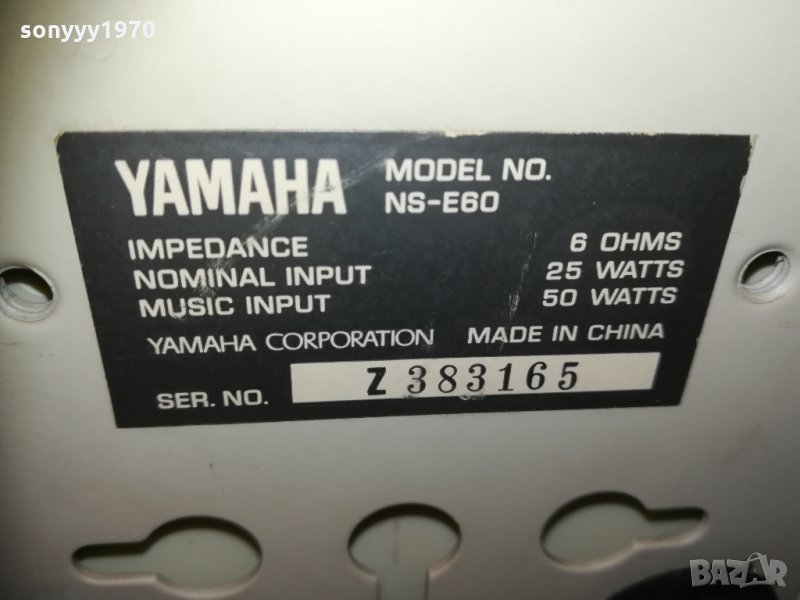 sonyyy1970
YAMAHA MODEL NO.
NS-E60
IMPEDANCE 6 OHMS
NOMINAL INPUT 25 WATTS
MUSIC INPUT 50 WATTS
YAMAHA CORPORATION MADE IN CHINA
SER. NO. Z 383165
BAZAR